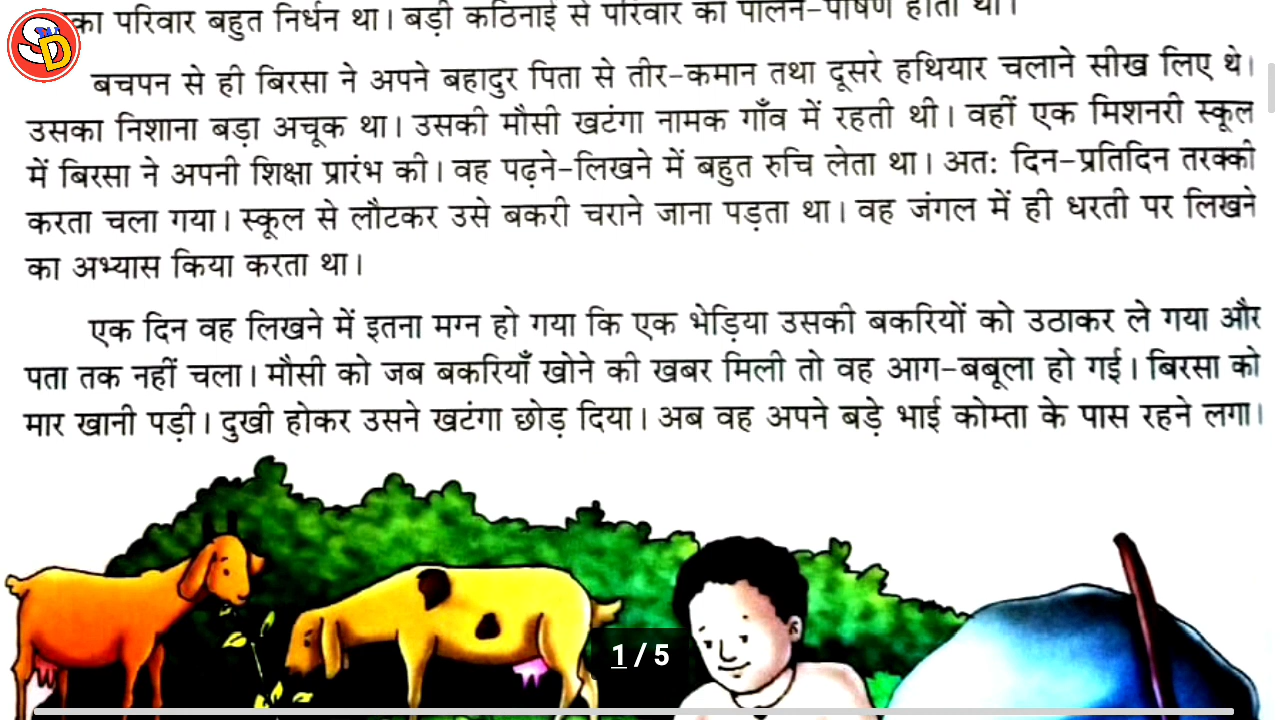 का परिवार बहुत निर्धन था। बड़ी कठिनाई से परिवार का पालन-पोषण होता था।
SD
बचपन से ही बिरसा ने अपने बहादुर पिता से तीर-कमान तथा दूसरे हथियार चलाने सीख लिए थे।
उसका निशाना बड़ा अचूक था। उसकी मौसी खटंगा नामक गाँव में रहती थी। वहीं एक मिशनरी स्कूल
में बिरसा ने अपनी शिक्षा प्रारंभ की। वह पढ़ने-लिखने में बहुत रुचि लेता था। अतः दिन-प्रतिदिन तरक्की
करता चला गया। स्कूल से लौटकर उसे बकरी चराने जाना पड़ता था। वह जंगल में ही धरती पर लिखने
का अभ्यास किया करता था।
एक दिन वह लिखने में इतना मग्न हो गया कि एक भेड़िया उसकी बकरियों को उठाकर ले गया और
पता तक नहीं चला। मौसी को जब बकरियाँ खोने की खबर मिली तो वह आग-बबूला हो गई। बिरसा को
मार खानी पड़ी। दुखी होकर उसने खटंगा छोड़ दिया। अब वह अपने बड़े भाई कोम्ता के पास रहने लगा।
1 / 5